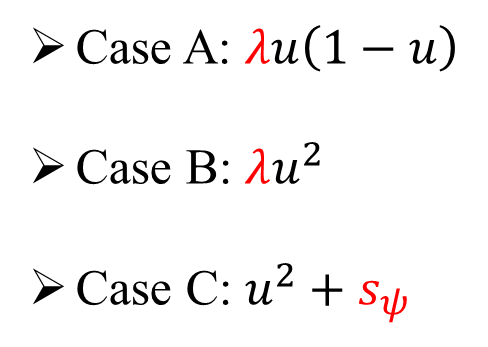 ➢ Case A: λu(1 − u)
➢ Case B: λu²
➢ Case C: u² + s_ψ